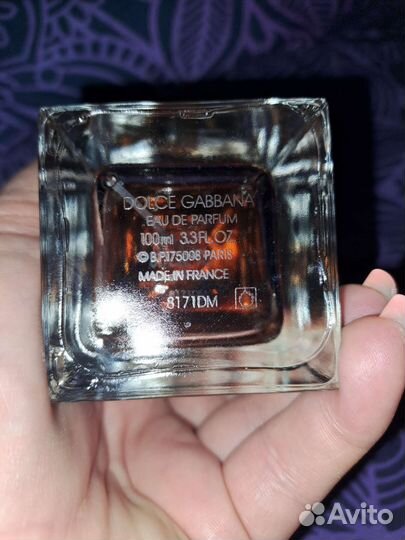 DOLCE GABBANA
EAU DE PARFUM
100ml 3.3FL.OZ
© B.P.I 75008 PARIS
MADE IN FRANCE
8171DM
Avito